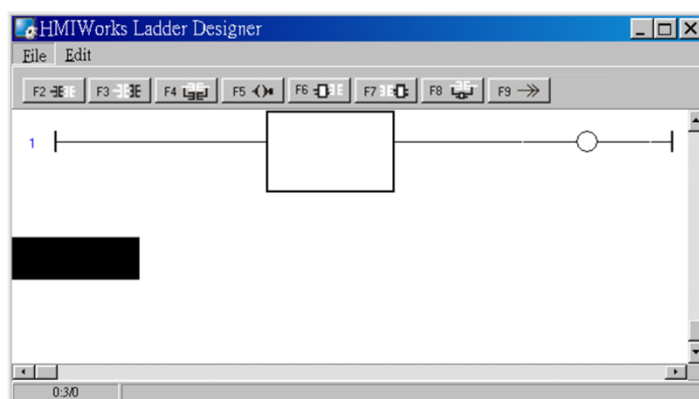 HMIWorks Ladder Designer
File Edit
F2 F3 F4 F5 F6 F7 F8 F9
1
0:3/0